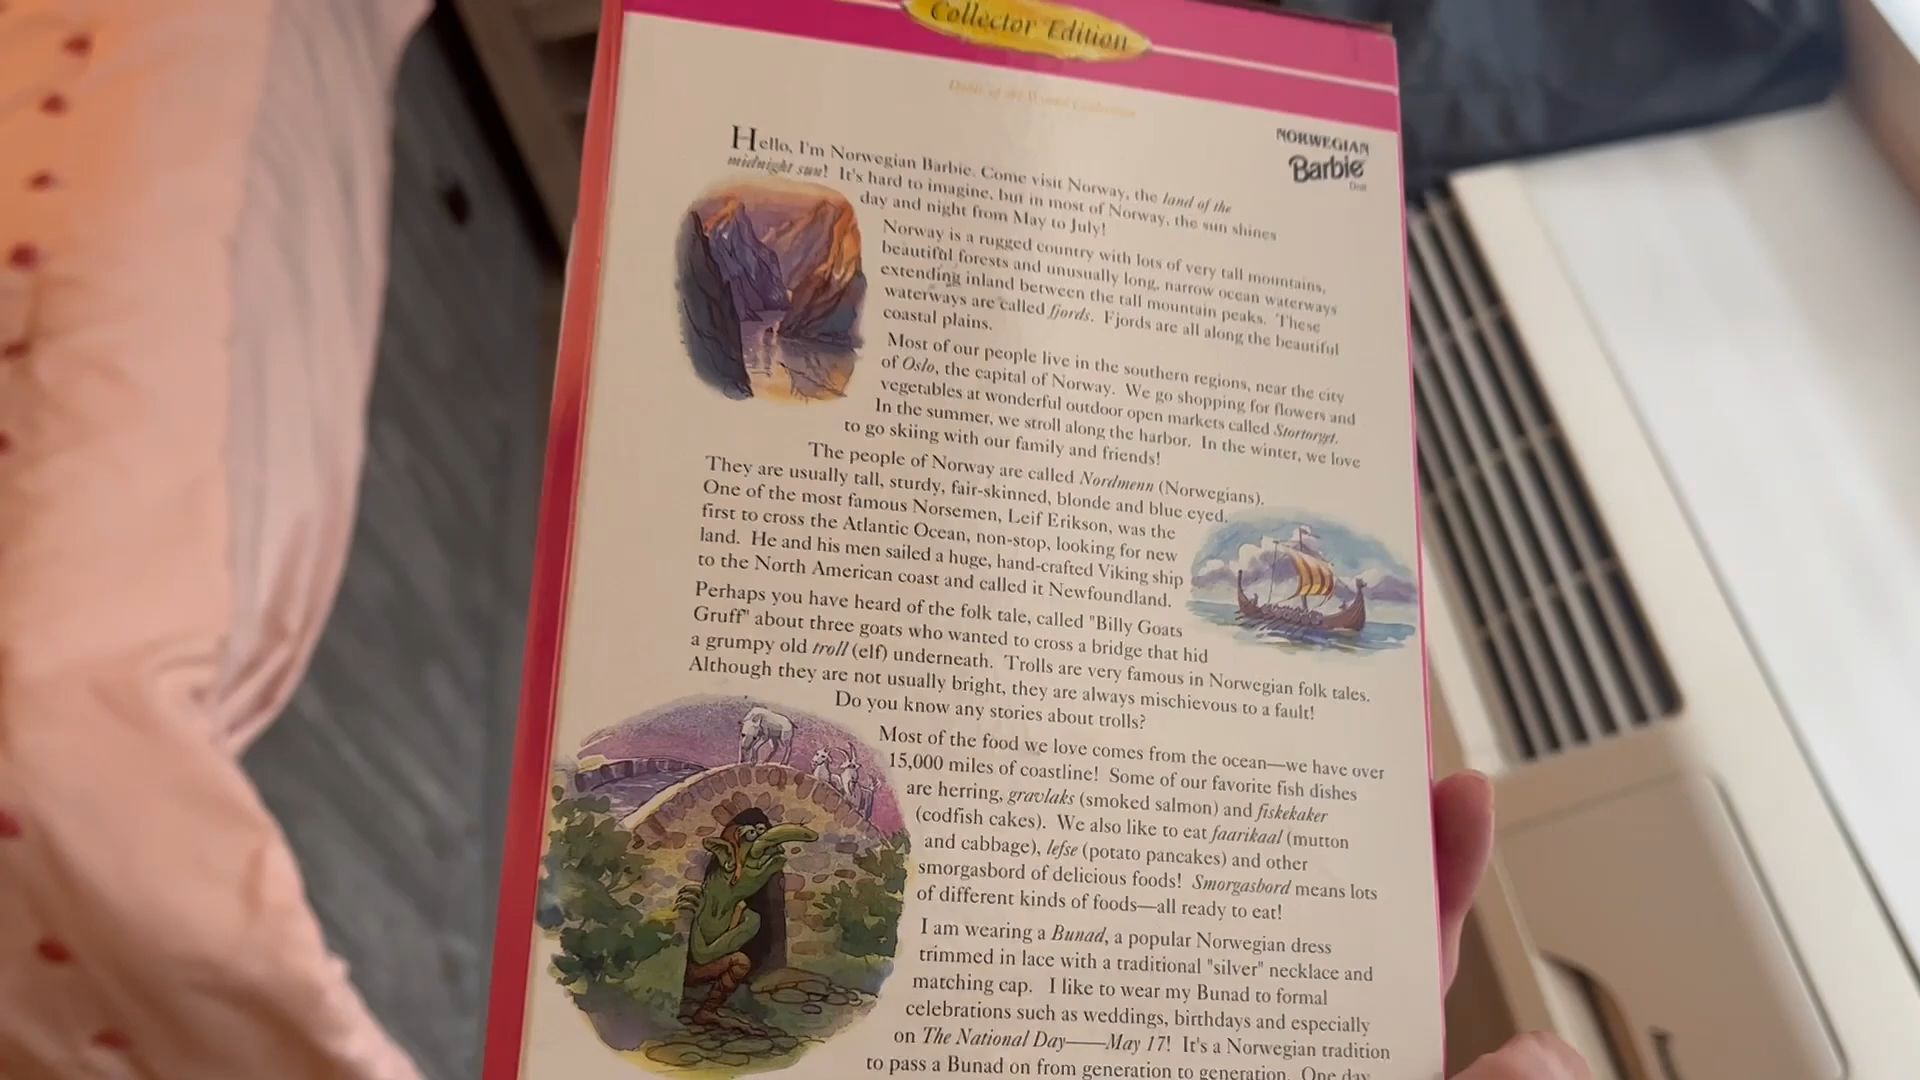 Collector Edition
Dolls of the World Collection
NORWEGIAN
Barbie
Doll
Hello, I'm Norwegian Barbie. Come visit Norway, the land of the
midnight sun! It's hard to imagine, but in most of Norway, the sun shines
day and night from May to July!
Norway is a rugged country with lots of very tall mountains,
beautiful forests and unusually long, narrow ocean waterways
extending inland between the tall mountain peaks. These
waterways are called fjords. Fjords are all along the beautiful
coastal plains.
Most of our people live in the southern regions, near the city
of Oslo, the capital of Norway. We go shopping for flowers and
vegetables at wonderful outdoor open markets called Stortorget.
In the summer, we stroll along the harbor. In the winter, we love
to go skiing with our family and friends!
The people of Norway are called Nordmenn (Norwegians).
They are usually tall, sturdy, fair-skinned, blonde and blue eyed.
One of the most famous Norsemen, Leif Erikson, was the
first to cross the Atlantic Ocean, non-stop, looking for new
land. He and his men sailed a huge, hand-crafted Viking ship
to the North American coast and called it Newfoundland.
Perhaps you have heard of the folk tale, called "Billy Goats
Gruff" about three goats who wanted to cross a bridge that hid
a grumpy old troll (elf) underneath. Trolls are very famous in Norwegian folk tales.
Although they are not usually bright, they are always mischievous to a fault!
Do you know any stories about trolls?
Most of the food we love comes from the ocean—we have over
15,000 miles of coastline! Some of our favorite fish dishes
are herring, gravlaks (smoked salmon) and fiskekaker
(codfish cakes). We also like to eat faarikaal (mutton
and cabbage), lefse (potato pancakes) and other
smorgasbord of delicious foods! Smorgasbord means lots
of different kinds of foods—all ready to eat!
I am wearing a Bunad, a popular Norwegian dress
trimmed in lace with a traditional "silver" necklace and
matching cap. I like to wear my Bunad to formal
celebrations such as weddings, birthdays and especially
on The National Day——May 17! It's a Norwegian tradition
to pass a Bunad on from generation to generation. One day